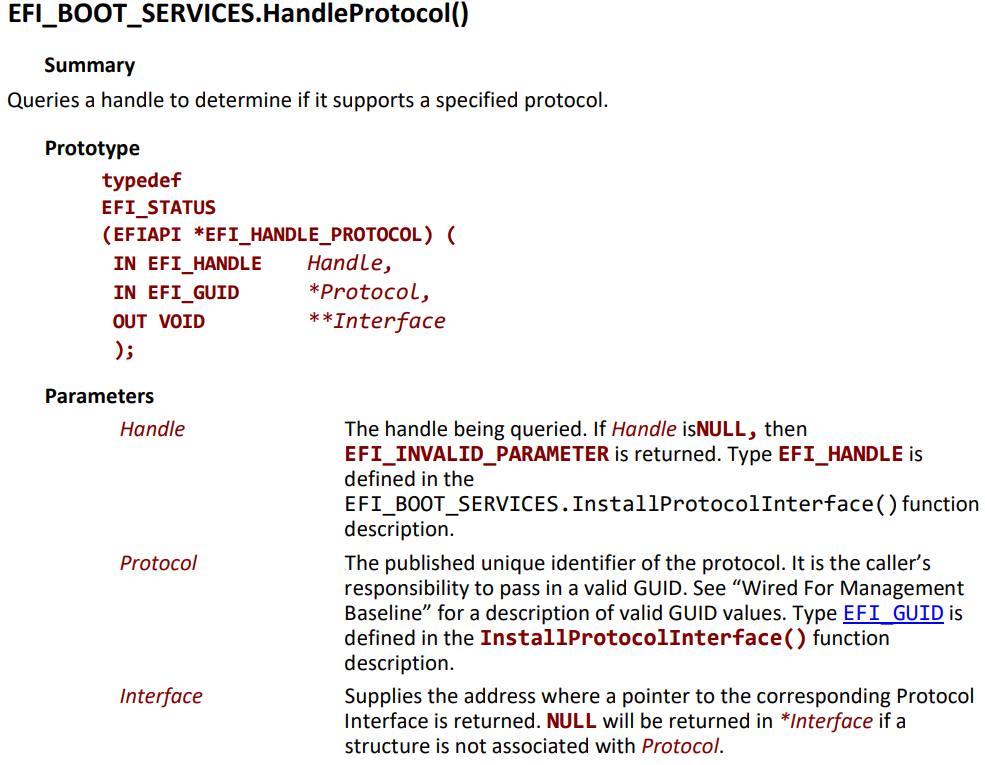 EFI_BOOT_SERVICES.HandleProtocol()
Summary
Queries a handle to determine if it supports a specified protocol.
Prototype
typedef
EFI_STATUS
(EFIAPI *EFI_HANDLE_PROTOCOL) (
IN EFI_HANDLE Handle,
IN EFI_GUID *Protocol,
OUT VOID **Interface
);
Parameters
Handle The handle being queried. If Handle isNULL, then
EFI_INVALID_PARAMETER is returned. Type EFI_HANDLE is
defined in the
EFI_BOOT_SERVICES.InstallProtocolInterface() function
description.
Protocol The published unique identifier of the protocol. It is the caller’s
responsibility to pass in a valid GUID. See “Wired For Management
Baseline” for a description of valid GUID values. Type EFI_GUID is
defined in the InstallProtocolInterface() function
description.
Interface Supplies the address where a pointer to the corresponding Protocol
Interface is returned. NULL will be returned in *Interface if a
structure is not associated with Protocol.